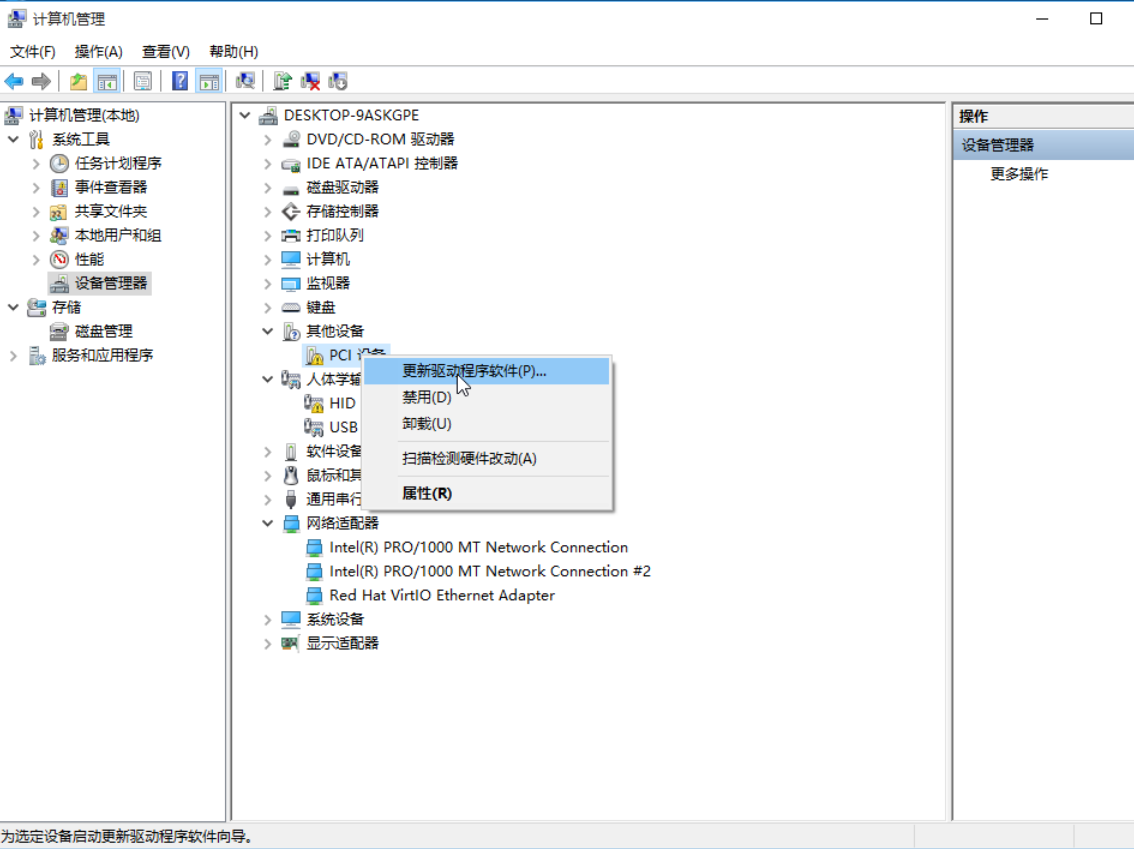 计算机管理
文件(F) 操作(A) 查看(V) 帮助(H)
计算机管理(本地)
系统工具
任务计划程序
事件查看器
共享文件夹
本地用户和组
性能
设备管理器
存储
磁盘管理
服务和应用程序
DESKTOP-9ASKGPE
DVD/CD-ROM 驱动器
IDE ATA/ATAPI 控制器
磁盘驱动器
存储控制器
打印队列
计算机
监视器
键盘
其他设备
PCI 设备
人体学输
HID
USB
软件设备
鼠标和其
通用串行
网络适配器
Intel(R) PRO/1000 MT Network Connection
Intel(R) PRO/1000 MT Network Connection #2
Red Hat VirtIO Ethernet Adapter
系统设备
显示适配器
更新驱动程序软件(P)...
禁用(D)
卸载(U)
扫描检测硬件改动(A)
属性(R)
操作
设备管理器
更多操作
为选定设备启动更新驱动程序软件向导。